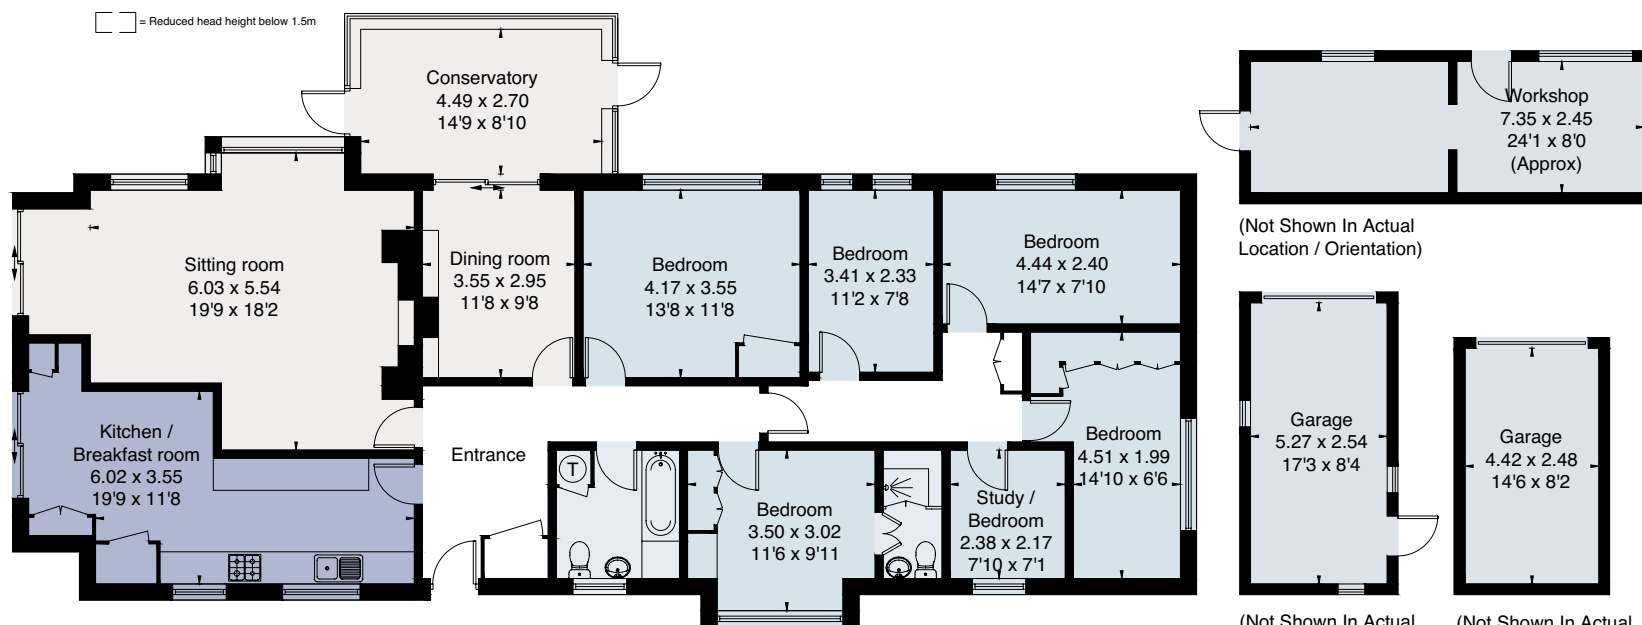 = Reduced head height below 1.5m
Conservatory
4.49 x 2.70
14'9 x 8'10
Workshop
7.35 x 2.45
24'1 x 8'0
(Approx)
(Not Shown In Actual
Location / Orientation)
Sitting room
6.03 x 5.54
19'9 x 18'2
Dining room
3.55 x 2.95
11'8 x 9'8
Bedroom
4.17 x 3.55
13'8 x 11'8
Bedroom
3.41 x 2.33
11'2 x 7'8
Bedroom
4.44 x 2.40
14'7 x 7'10
Kitchen /
Breakfast room
6.02 x 3.55
19'9 x 11'8
Entrance
T
Bedroom
3.50 x 3.02
11'6 x 9'11
Study /
Bedroom
2.38 x 2.17
7'10 x 7'1
Bedroom
4.51 x 1.99
14'10 x 6'6
Garage
5.27 x 2.54
17'3 x 8'4
Garage
4.42 x 2.48
14'6 x 8'2
(Not Shown In Actual
(Not Shown In Actual